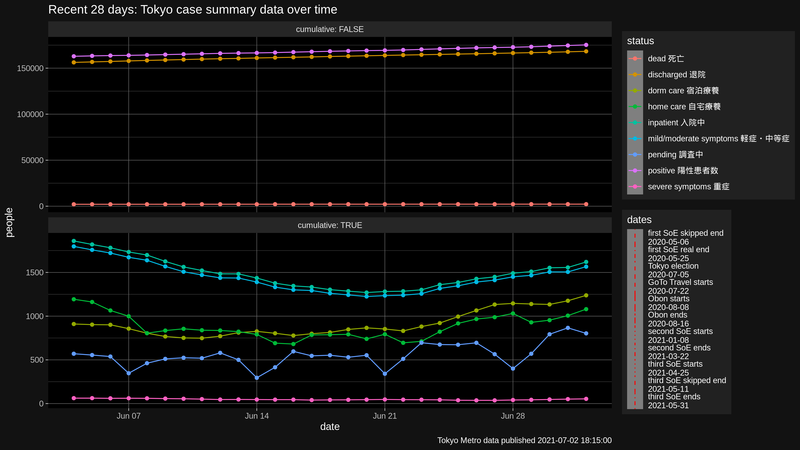 Recent 28 days: Tokyo case summary data over time
cumulative: FALSE
150000
100000
50000
0
cumulative: TRUE
1500
1000
500
0
people
Jun 07
Jun 14
Jun 21
Jun 28
date
Tokyo Metro data published 2021-07-02 18:15:00
status
dead 死亡
discharged 退院
dorm care 宿泊療養
home care 自宅療養
inpatient 入院中
mild/moderate symptoms 軽症・中等症
pending 調査中
positive 陽性患者数
severe symptoms 重症
dates
first SoE skipped end
2020-05-06
first SoE real end
2020-05-25
Tokyo election
2020-07-05
GoTo Travel starts
2020-07-22
Obon starts
2020-08-08
Obon ends
2020-08-16
second SoE starts
2021-01-08
second SoE ends
2021-03-22
third SoE starts
2021-04-25
third SoE skipped end
2021-05-11
third SoE ends
2021-05-31